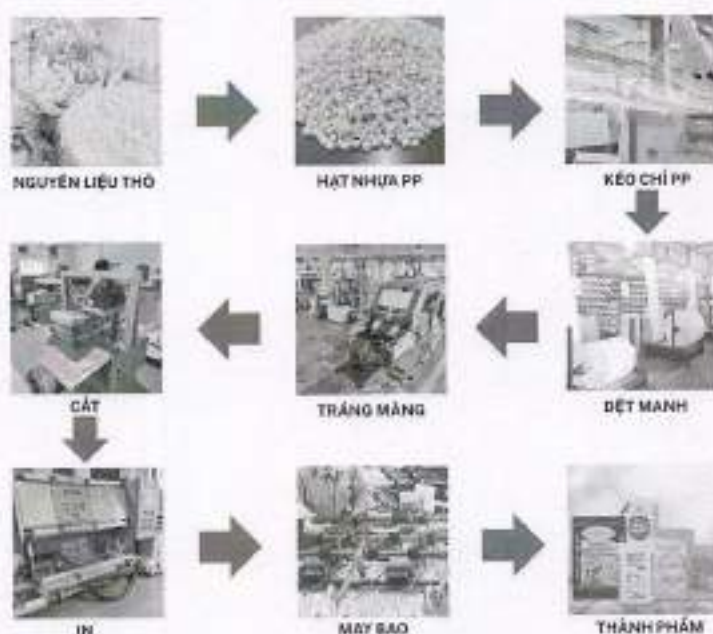 NGUYÊN LIỆU THÔ
HẠT NHỰA PP
KÉO CHỈ PP
DỆT MANH
TRÁNG MÀNG
CẮT
IN
MAY BAO
THÀNH PHẨM